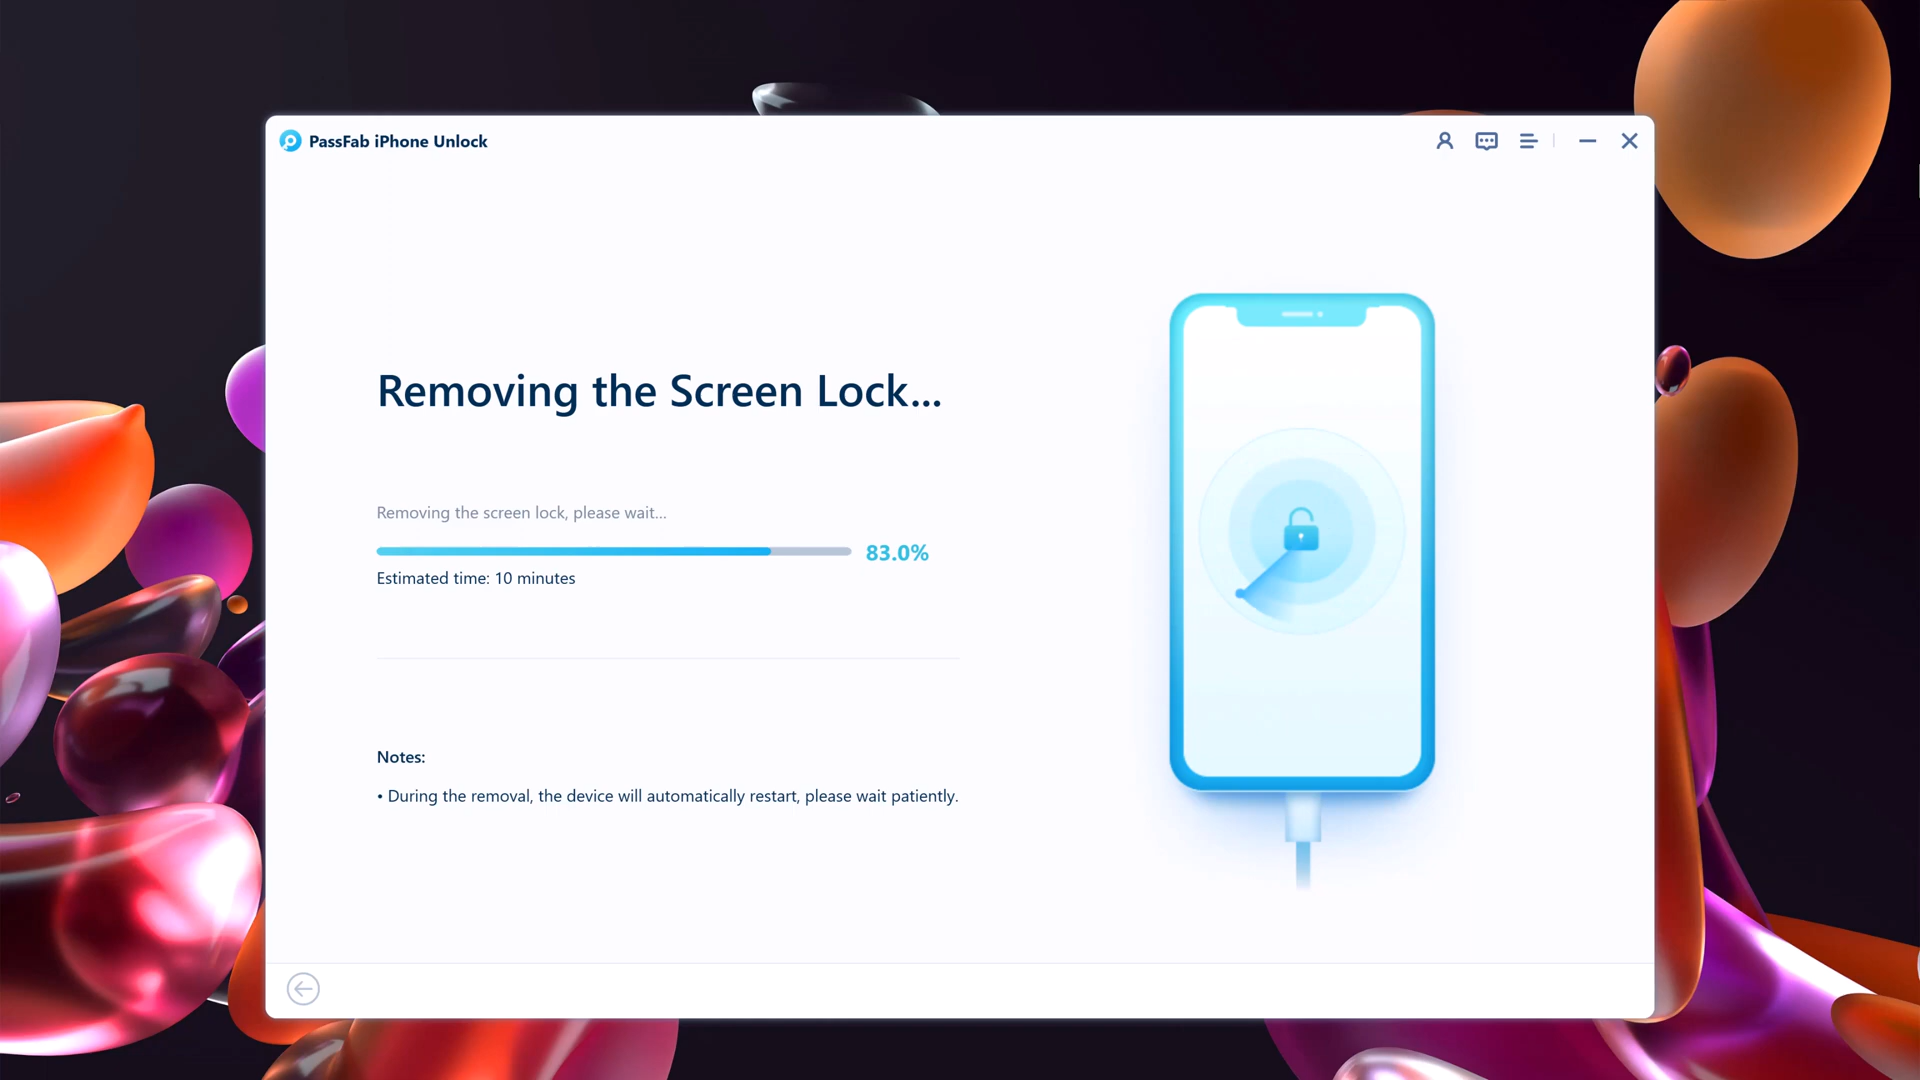 PassFab iPhone Unlock
Removing the Screen Lock...
Removing the screen lock, please wait...
83.0%
Estimated time: 10 minutes
Notes:
• During the removal, the device will automatically restart, please wait patiently.